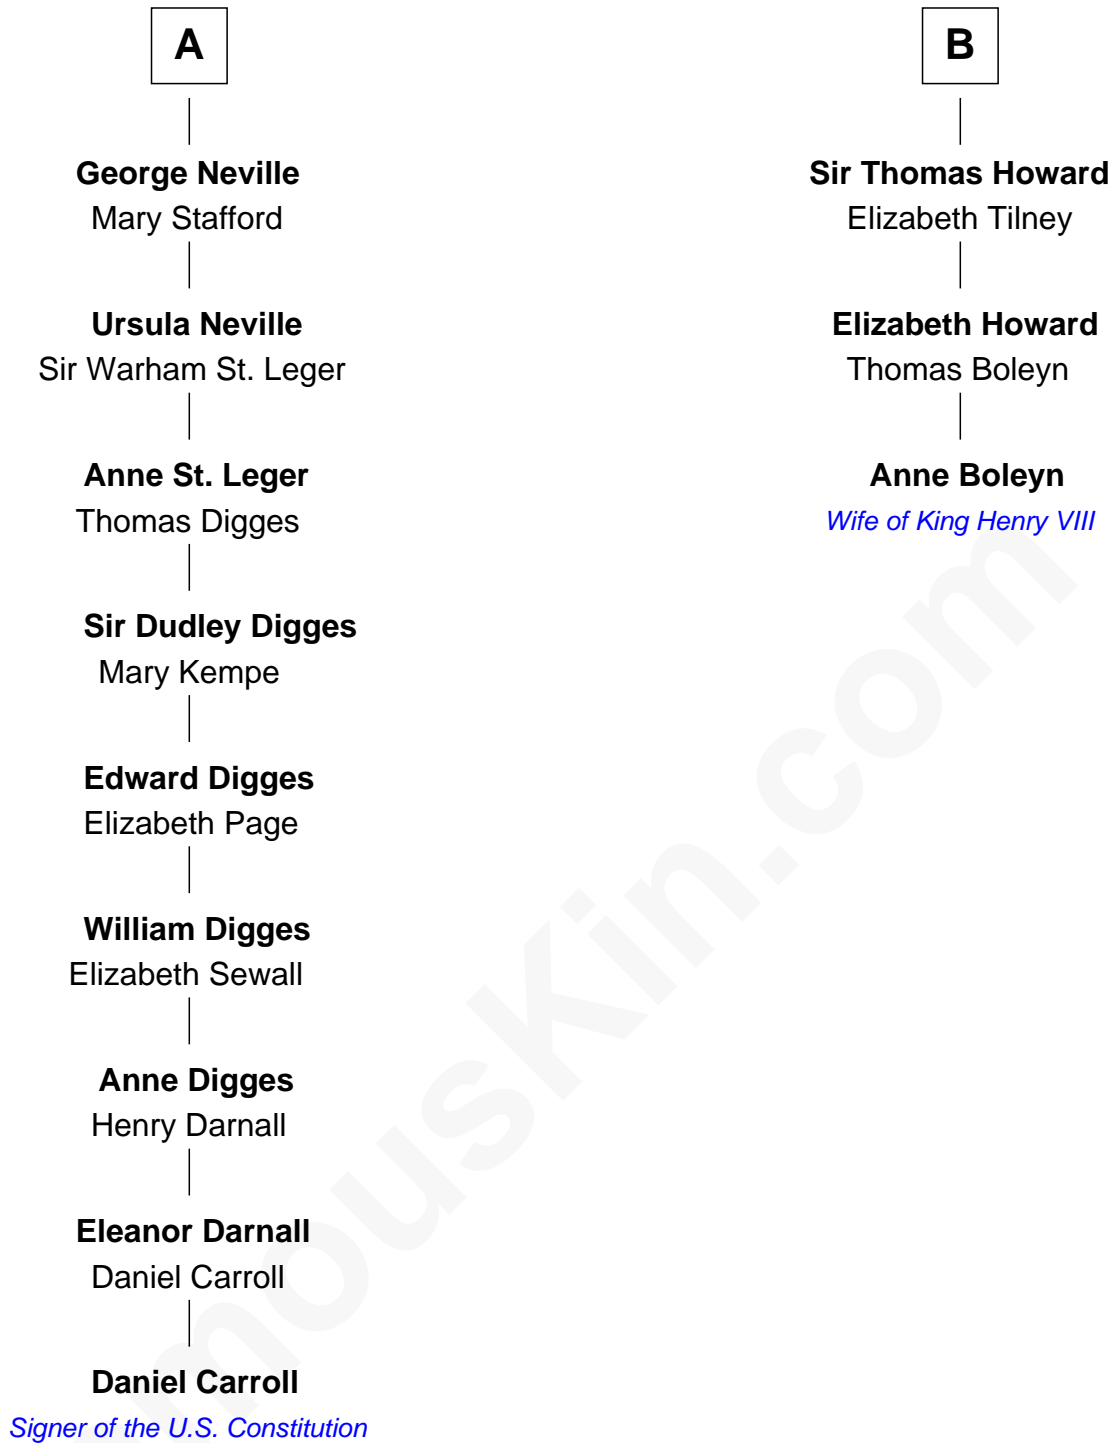 A
George Neville
Mary Stafford
Ursula Neville
Sir Warham St. Leger
Anne St. Leger
Thomas Digges
Sir Dudley Digges
Mary Kempe
Edward Digges
Elizabeth Page
William Digges
Elizabeth Sewall
Anne Digges
Henry Darnall
Eleanor Darnall
Daniel Carroll
Daniel Carroll
Signer of the U.S. Constitution
B
Sir Thomas Howard
Elizabeth Tilney
Elizabeth Howard
Thomas Boleyn
Anne Boleyn
Wife of King Henry VIII
mouskin.com